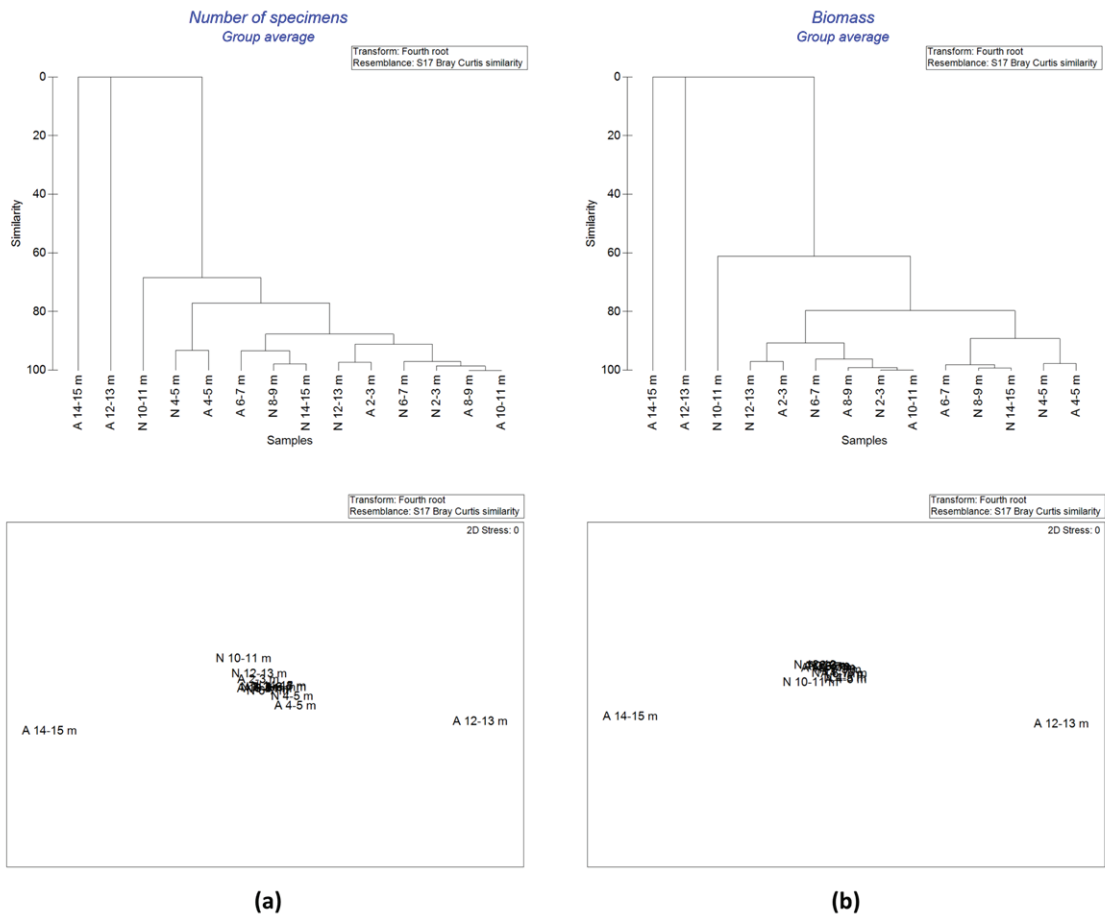 Number of specimens
Group average
Transform: Fourth root
Resemblance: S17 Bray Curtis similarity
0
20
40
60
80
100
Similarity
A 14-15 m
A 12-13 m
N 10-11 m
N 4-5 m
A 4-5 m
A 6-7 m
N 8-9 m
N 14-15 m
N 12-13 m
A 2-3 m
N 6-7 m
N 2-3 m
A 8-9 m
A 10-11 m
Samples
Biomass
Group average
Transform: Fourth root
Resemblance: S17 Bray Curtis similarity
0
20
40
60
80
100
Similarity
A 14-15 m
A 12-13 m
N 10-11 m
N 12-13 m
A 2-3 m
N 6-7 m
A 8-9 m
N 2-3 m
A 10-11 m
A 6-7 m
N 8-9 m
N 14-15 m
N 4-5 m
A 4-5 m
Samples
Transform: Fourth root
Resemblance: S17 Bray Curtis similarity
2D Stress: 0
N 10-11 m
N 12-13 m
A 2-3 m
N 4-5 m
A 4-5 m
A 14-15 m
A 12-13 m
Transform: Fourth root
Resemblance: S17 Bray Curtis similarity
2D Stress: 0
N 10-11 m
A 4-5 m
A 14-15 m
A 12-13 m
(a)
(b)